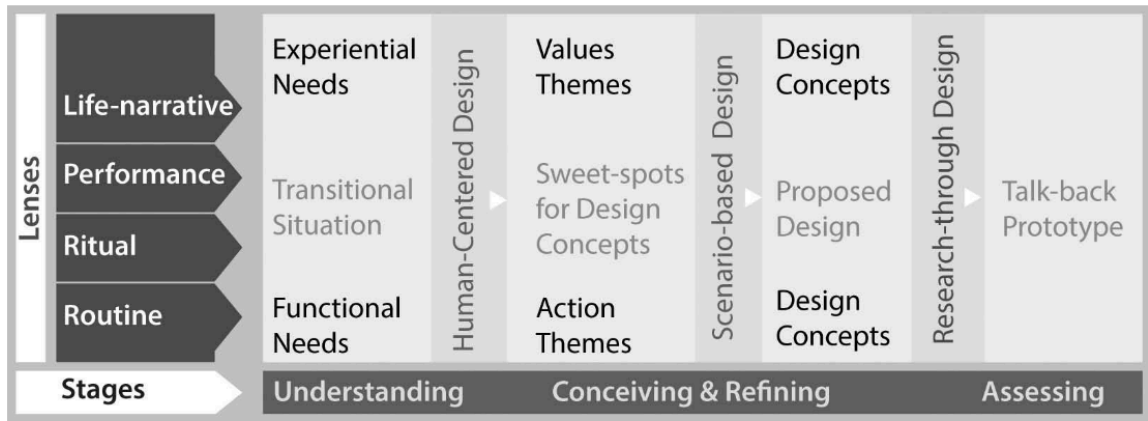 Lenses
Life-narrative
Performance
Ritual
Routine
Experiential
Needs
Transitional
Situation
Functional
Needs
Human-Centered Design
Values
Themes
Sweet-spots
for Design
Concepts
Action
Themes
Scenario-based Design
Design
Concepts
Proposed
Design
Design
Concepts
Research-through Design
Talk-back
Prototype
Stages
Understanding
Conceiving & Refining
Assessing